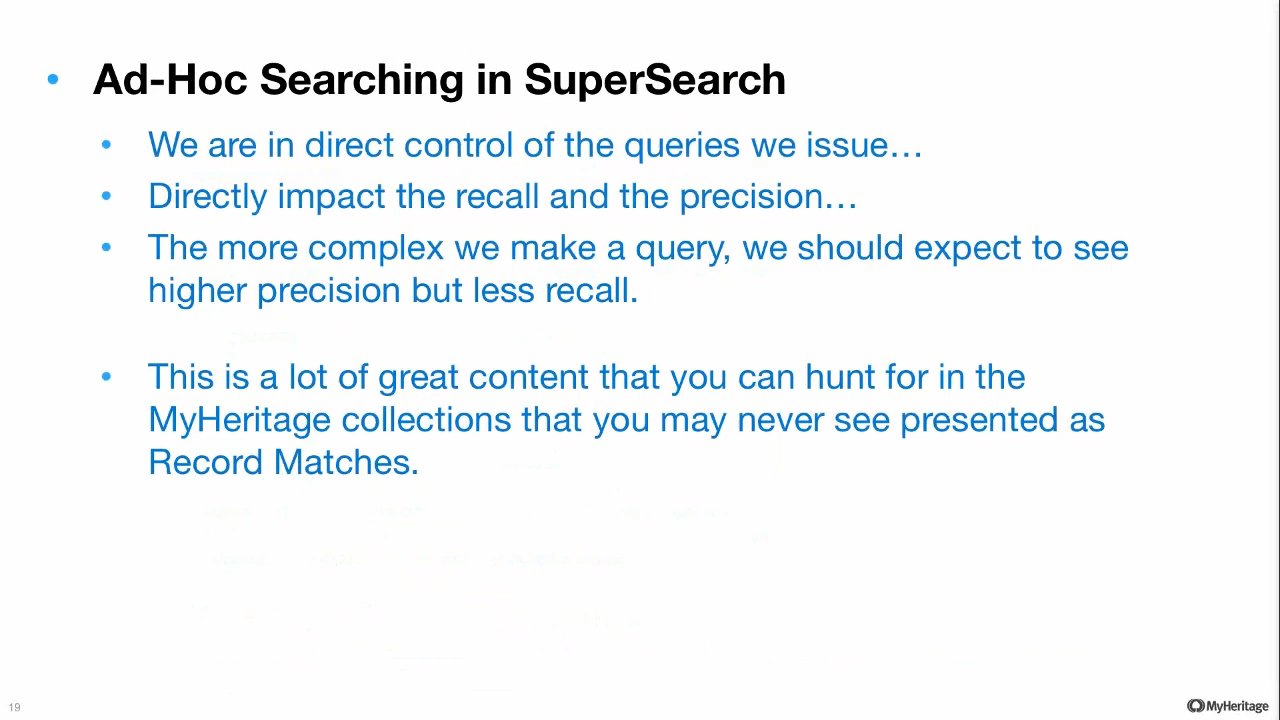 • Ad-Hoc Searching in SuperSearch
• We are in direct control of the queries we issue…
• Directly impact the recall and the precision…
• The more complex we make a query, we should expect to see
higher precision but less recall.
• This is a lot of great content that you can hunt for in the
MyHeritage collections that you may never see presented as
Record Matches.
19
MyHeritage